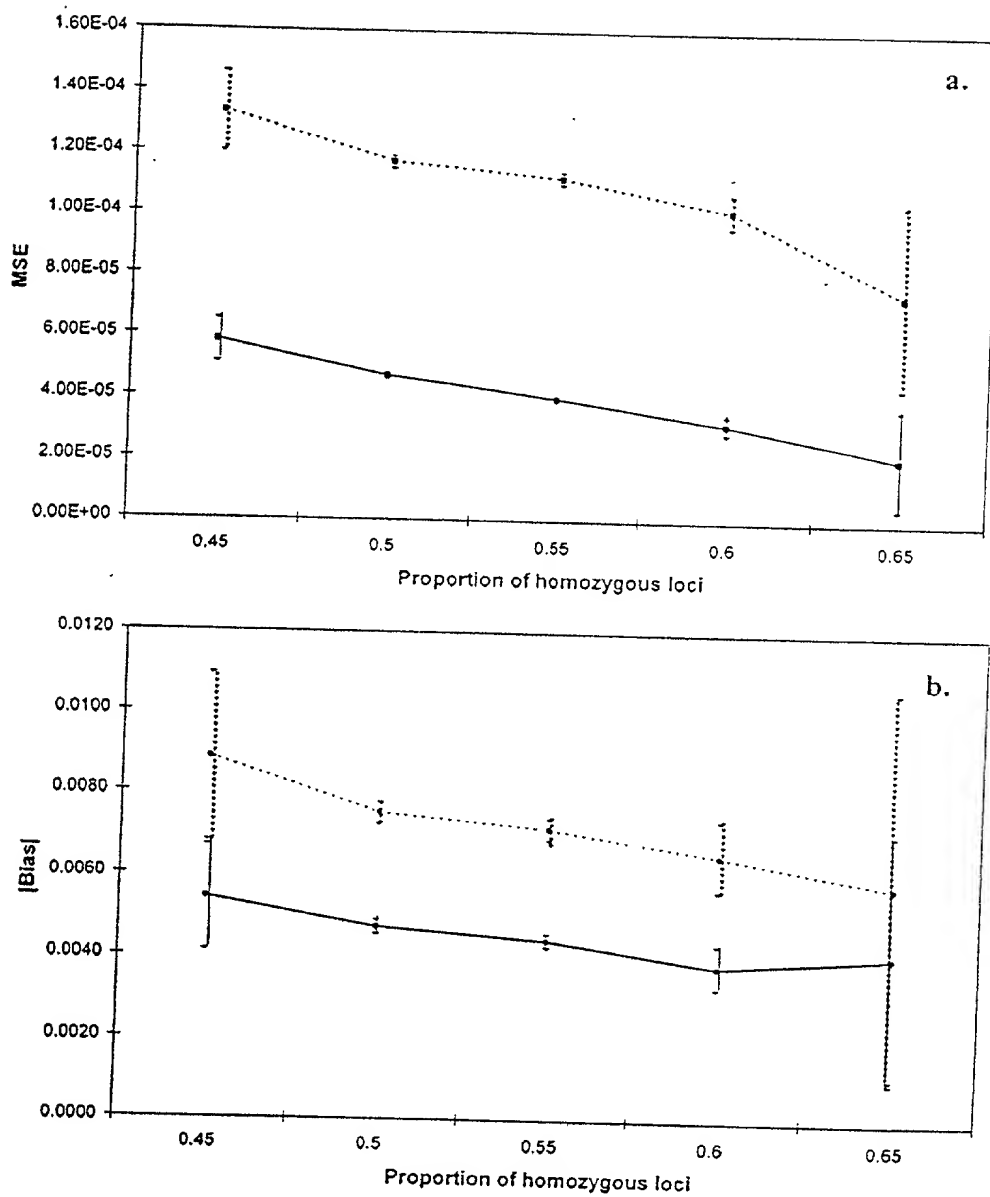 1.60E-04
a.
1.40E-04
1.20E-04
1.00E-04
8.00E-05
6.00E-05
4.00E-05
2.00E-05
0.00E+00
MSE
0.45 0.5 0.55 0.6 0.65
Proportion of homozygous loci
0.0120
b.
0.0100
0.0080
0.0060
0.0040
0.0020
0.0000
|Bias|
0.45 0.5 0.55 0.6 0.65
Proportion of homozygous loci